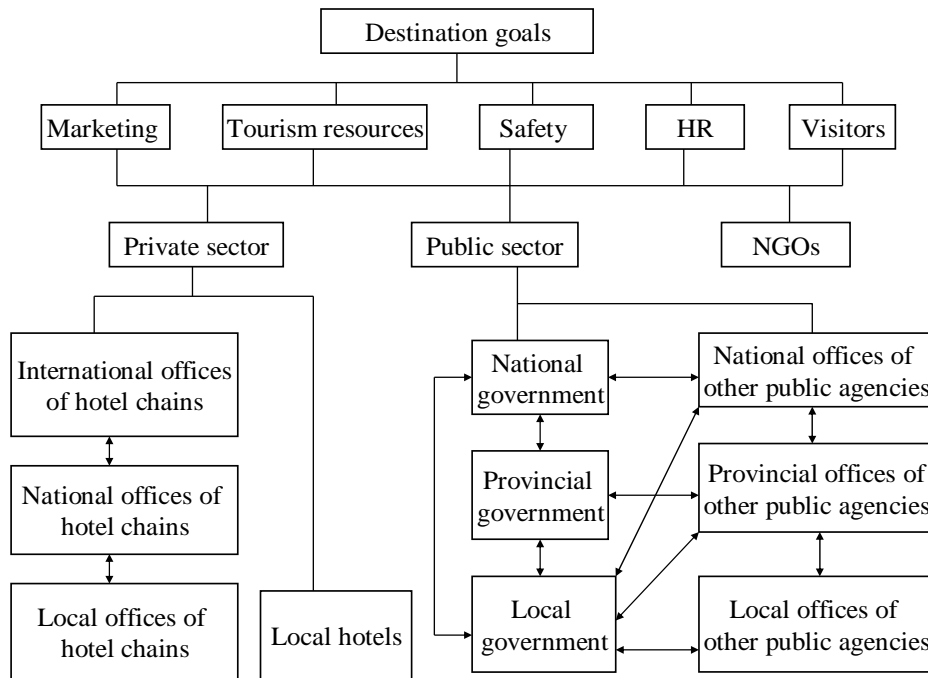 Destination goals
Marketing
Tourism resources
Safety
HR
Visitors
Private sector
Public sector
NGOs
International offices
of hotel chains
National
government
National offices of
other public agencies
National offices of
hotel chains
Provincial
government
Provincial offices of
other public agencies
Local offices of
hotel chains
Local hotels
Local
government
Local offices of
other public agencies